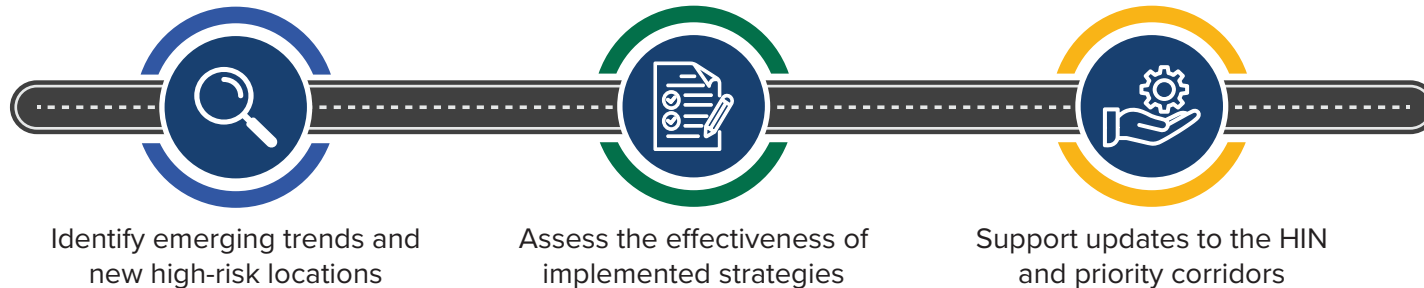 Identify emerging trends and
new high-risk locations
Assess the effectiveness of
implemented strategies
Support updates to the HIN
and priority corridors